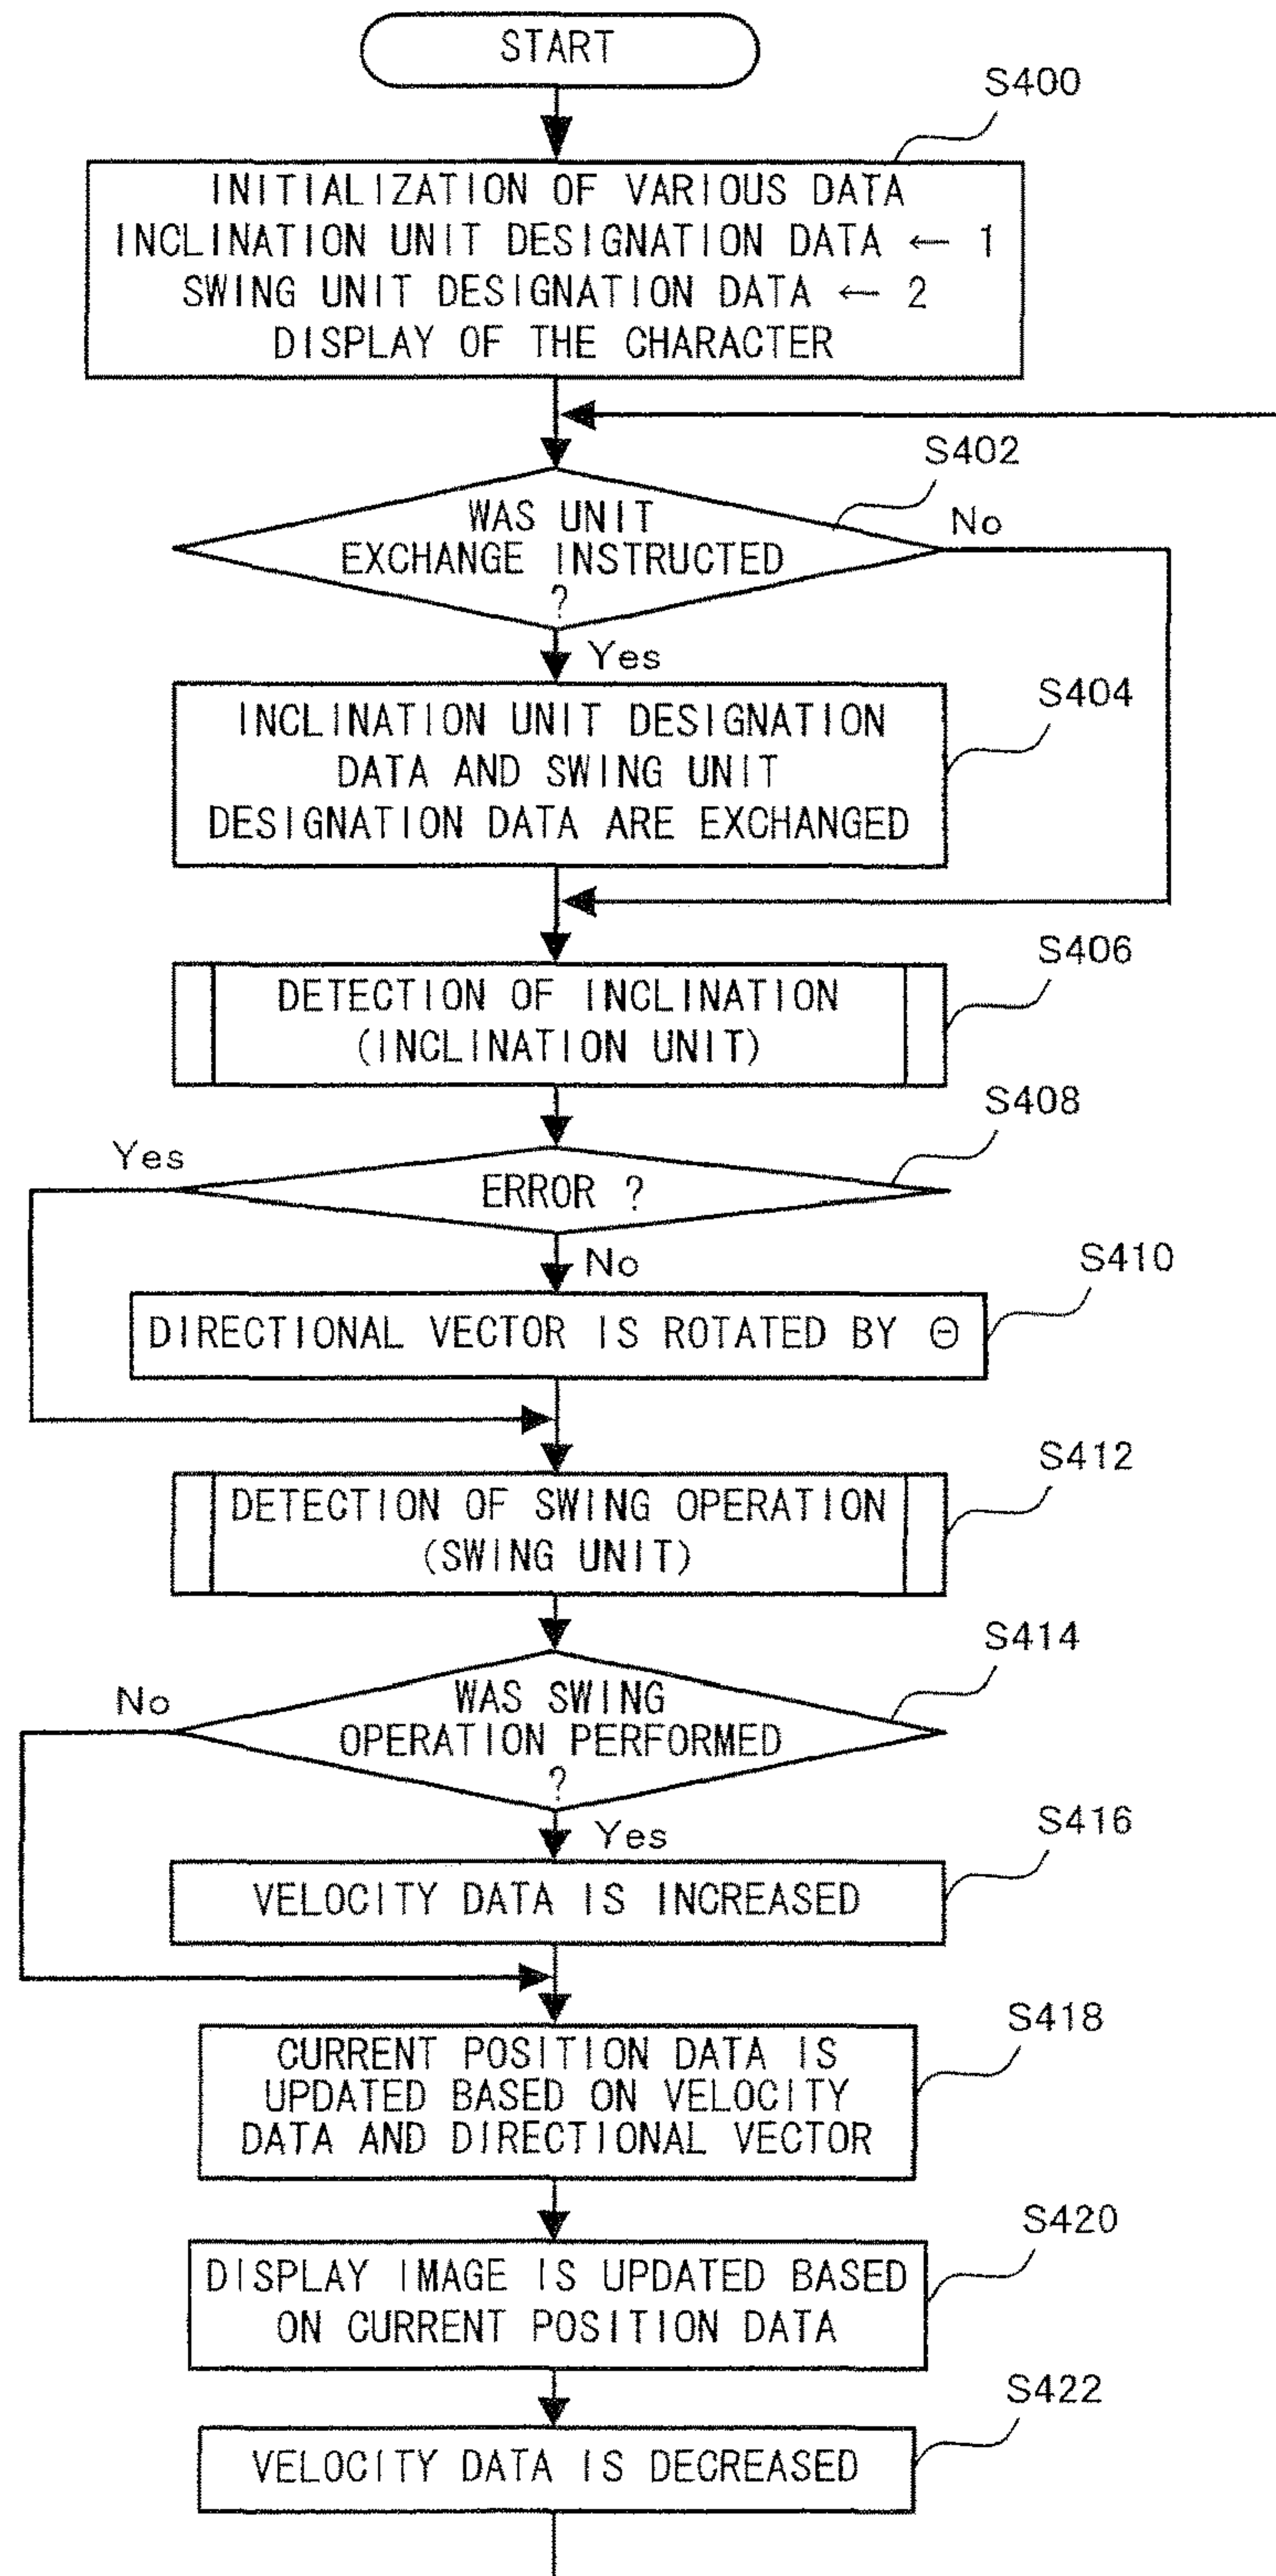 START
S400
INITIALIZATION OF VARIOUS DATA
INCLINATION UNIT DESIGNATION DATA ← 1
SWING UNIT DESIGNATION DATA ← 2
DISPLAY OF THE CHARACTER
S402
WAS UNIT
EXCHANGE INSTRUCTED
?
No
Yes
S404
INCLINATION UNIT DESIGNATION
DATA AND SWING UNIT
DESIGNATION DATA ARE EXCHANGED
S406
DETECTION OF INCLINATION
(INCLINATION UNIT)
S408
Yes
ERROR ?
No
S410
DIRECTIONAL VECTOR IS ROTATED BY Θ
S412
DETECTION OF SWING OPERATION
(SWING UNIT)
S414
No
WAS SWING
OPERATION PERFORMED
?
Yes
S416
VELOCITY DATA IS INCREASED
S418
CURRENT POSITION DATA IS
UPDATED BASED ON VELOCITY
DATA AND DIRECTIONAL VECTOR
S420
DISPLAY IMAGE IS UPDATED BASED
ON CURRENT POSITION DATA
S422
VELOCITY DATA IS DECREASED